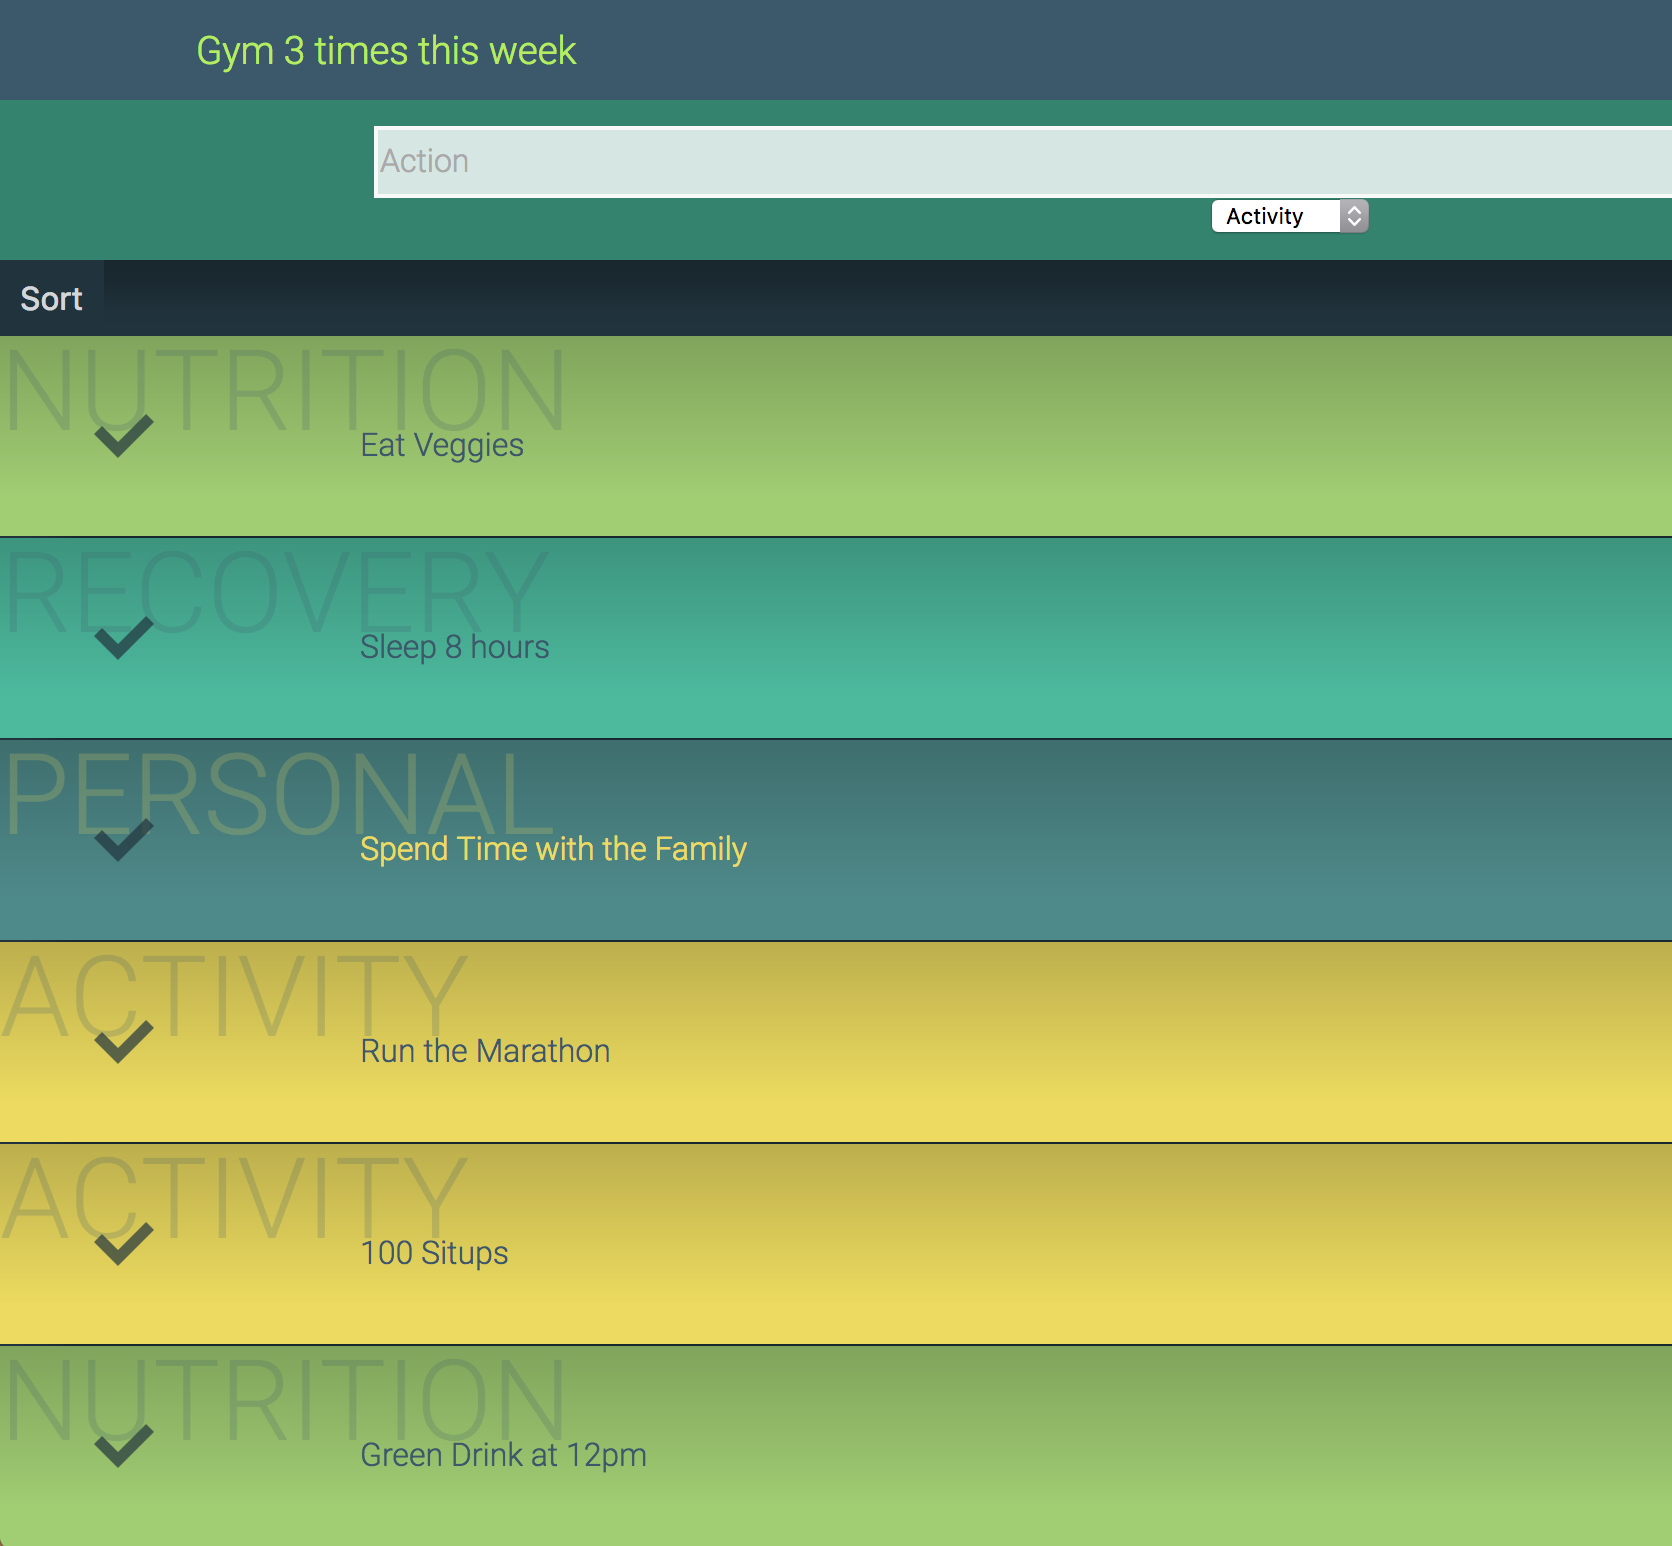 Gym 3 times this week
Action
Activity
Sort
NUTRITION
Eat Veggies
RECOVERY
Sleep 8 hours
PERSONAL
Spend Time with the Family
ACTIVITY
Run the Marathon
ACTIVITY
100 Situps
NUTRITION
Green Drink at 12pm